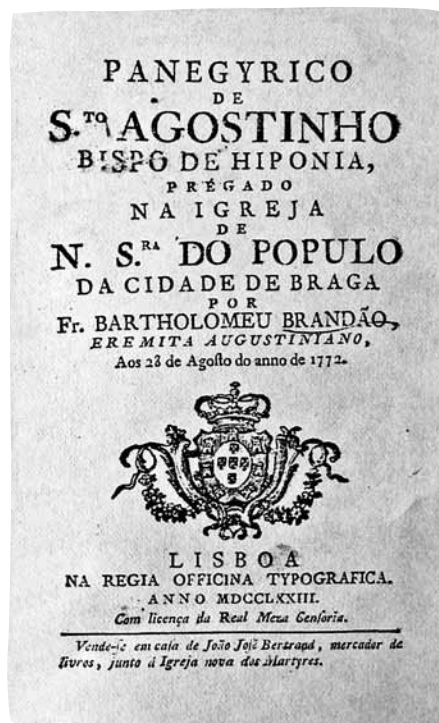 PANEGYRICO
DE
S.TO AGOSTINHO
BISPO DE HIPONIA,
PRÉGADO
NA IGREJA
DE
N. S.RA DO POPULO
DA CIDADE DE BRAGA
POR
Fr. BARTHOLOMEU BRANDÃO,
EREMITA AUGUSTINIANO,
Aos 28 de Agoſto do anno de 1772.
LISBOA
NA REGIA OFFICINA TYPOGRAFICA.
ANNO MDCCLXXIII.
Com licença da Real Meza Cenſoria.
Vende-ſe em caſa de João Joſé Bertrand, mercador de
livros, junto á Igreja nova dos Martyres.